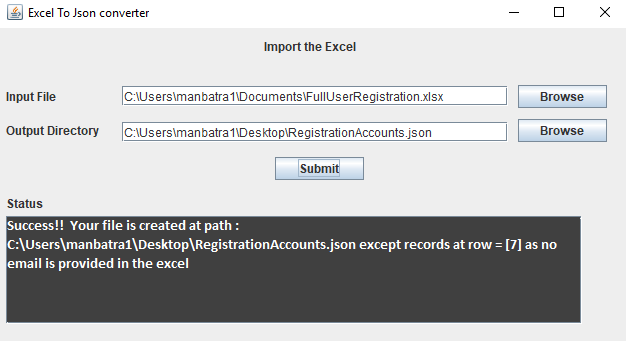 Excel To Json converter
Import the Excel
Input File C:\Users\manbatra1\Documents\FullUserRegistration.xlsx Browse
Output Directory C:\Users\manbatra1\Desktop\RegistrationAccounts.json Browse
Submit
Status
Success!! Your file is created at path :
C:\Users\manbatra1\Desktop\RegistrationAccounts.json except records at row = [7] as no
email is provided in the excel